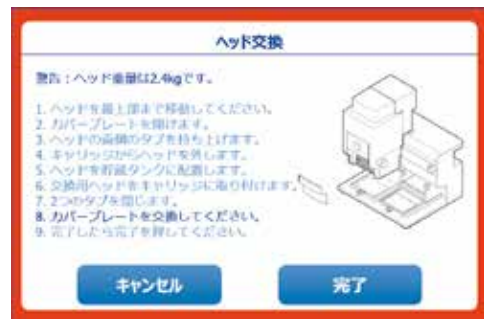 ヘッド交換
警告：ヘッド重量は2.4kgです。
1. ヘッドを最上部まで移動してください。
2. カバープレートを開けます。
3. ヘッドの両側のタブを持ち上げます。
4. キャリッジからヘッドを外します。
5. ヘッドを貯蔵タンクに配置します。
6. 交換用ヘッドをキャリッジに取り付けます。
7. 2つのタブを閉じます。
8. カバープレートを交換してください。
9. 完了したら完了を押してください。
キャンセル
完了